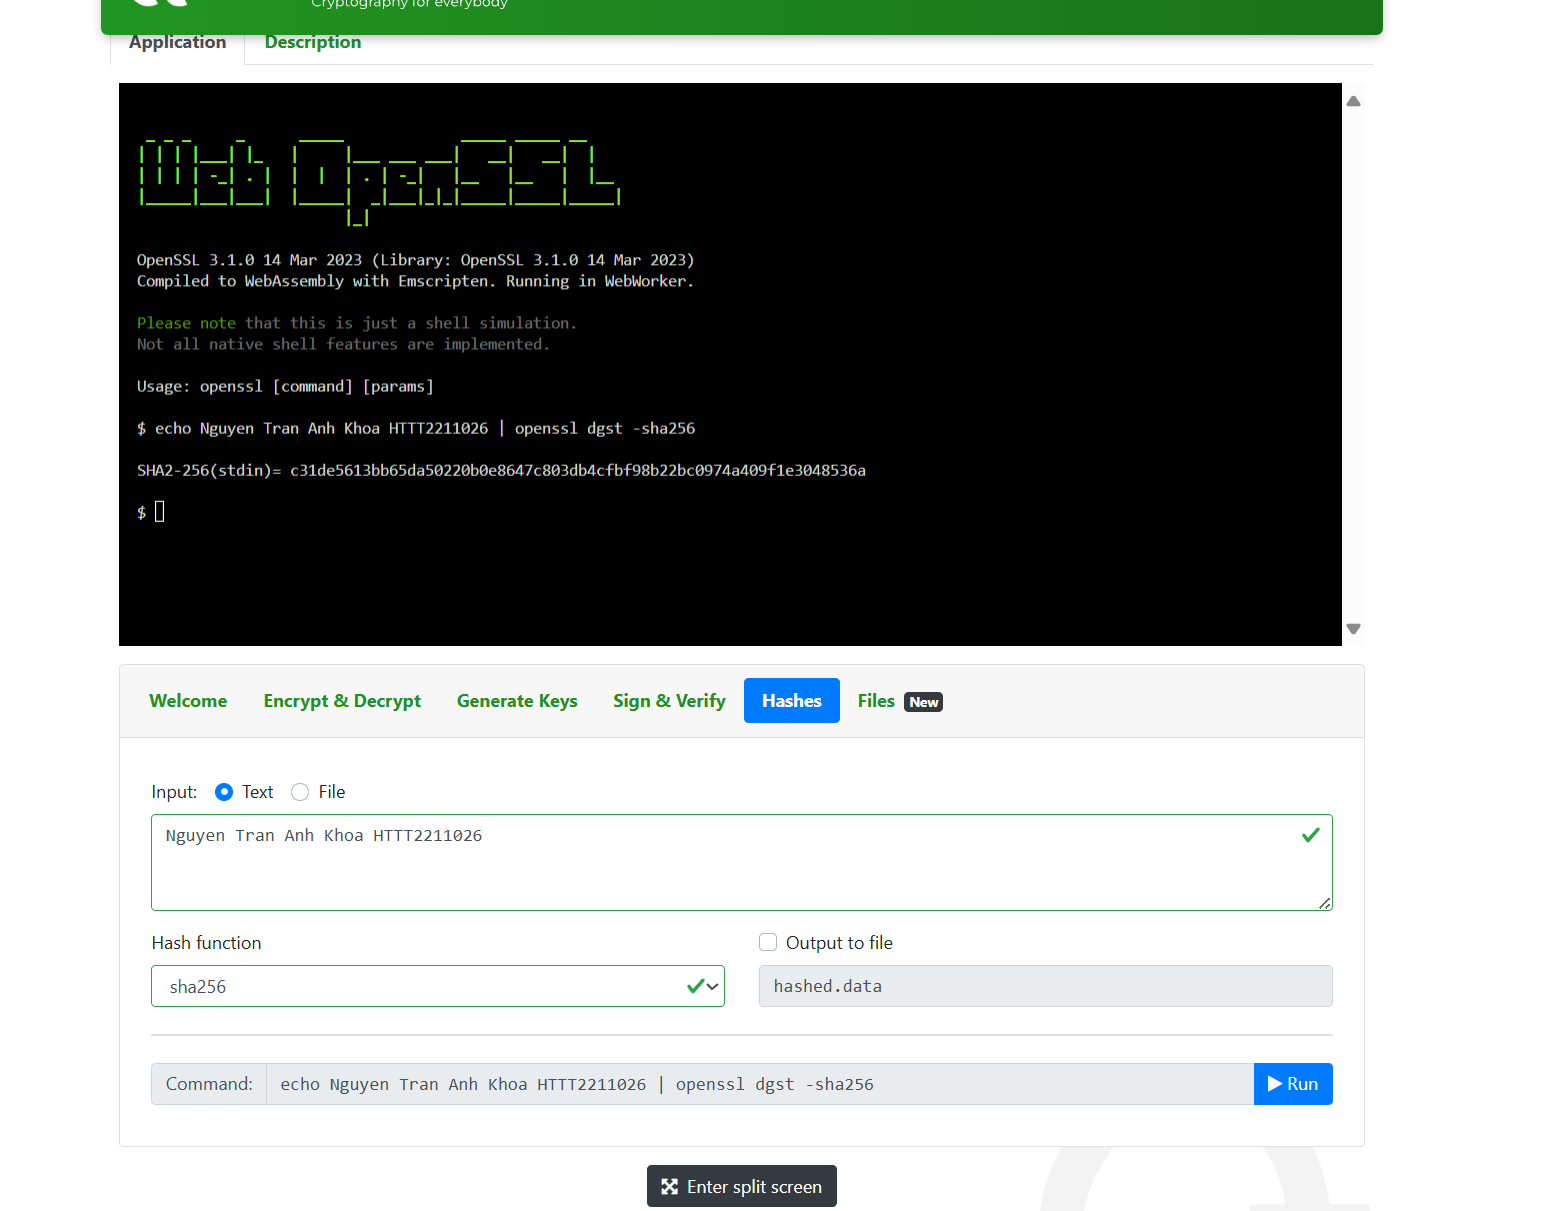 Cryptography for everybody
Application Description
Web OpenSSL
OpenSSL 3.1.0 14 Mar 2023 (Library: OpenSSL 3.1.0 14 Mar 2023)
Compiled to WebAssembly with Emscripten. Running in WebWorker.
Please note that this is just a shell simulation.
Not all native shell features are implemented.
Usage: openssl [command] [params]
$ echo Nguyen Tran Anh Khoa HTTT2211026 | openssl dgst -sha256
SHA2-256(stdin)= c31de5613bb65da50220b0e8647c803db4cfbf98b22bc0974a409f1e3048536a
$
Welcome Encrypt & Decrypt Generate Keys Sign & Verify Hashes Files New
Input: Text File
Nguyen Tran Anh Khoa HTTT2211026
Hash function Output to file
sha256 hashed.data
Command: echo Nguyen Tran Anh Khoa HTTT2211026 | openssl dgst -sha256 Run
Enter split screen